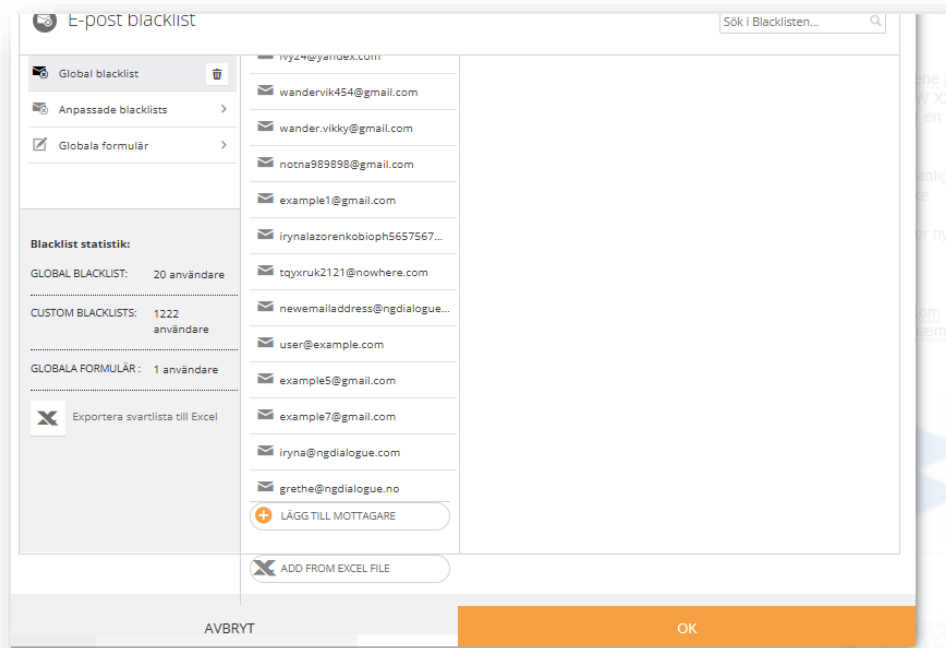 E-post blacklist
Sök i Blacklisten...
Global blacklist
Anpassade blacklists
Globala formulär
Blacklist statistik:
GLOBAL BLACKLIST: 20 användare
CUSTOM BLACKLISTS: 1222
användare
GLOBALA FORMULÄR : 1 användare
Exportera svartlista till Excel
ivy24@yandex.com
wandervik454@gmail.com
wander.vikky@gmail.com
notna989898@gmail.com
example1@gmail.com
irynalazorenkobioph5657567...
tqyxruk2121@nowhere.com
newemailaddress@ngdialogue...
user@example.com
example5@gmail.com
example7@gmail.com
iryna@ngdialogue.com
grethe@ngdialogue.no
LÄGG TILL MOTTAGARE
ADD FROM EXCEL FILE
AVBRYT
OK